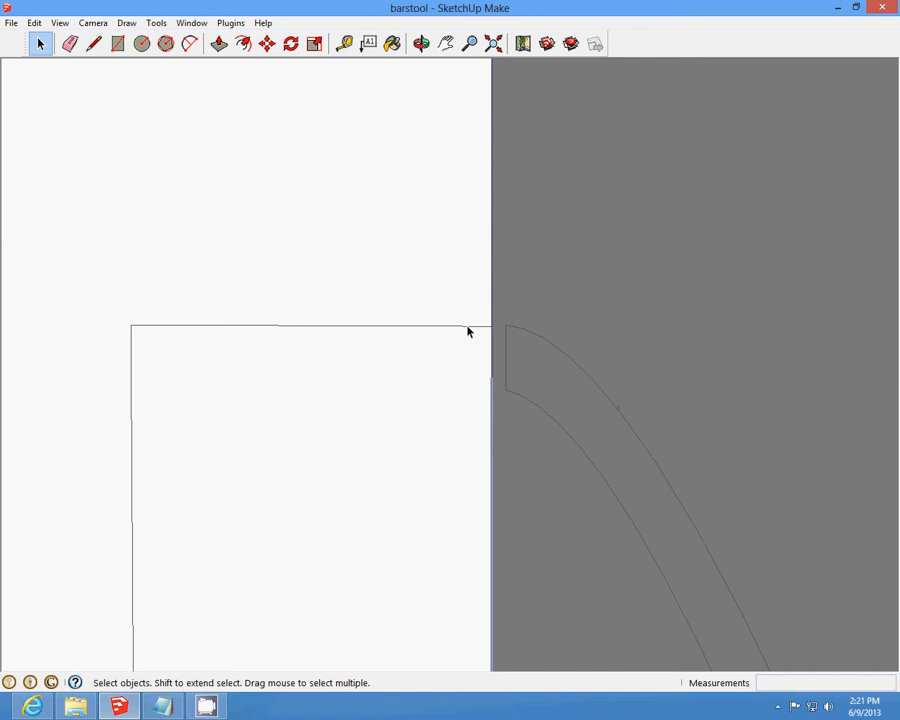 barstool - SketchUp Make
File Edit View Camera Draw Tools Window Plugins Help
A1
Select objects. Shift to extend select. Drag mouse to select multiple.
Measurements
2:21 PM
6/9/2013